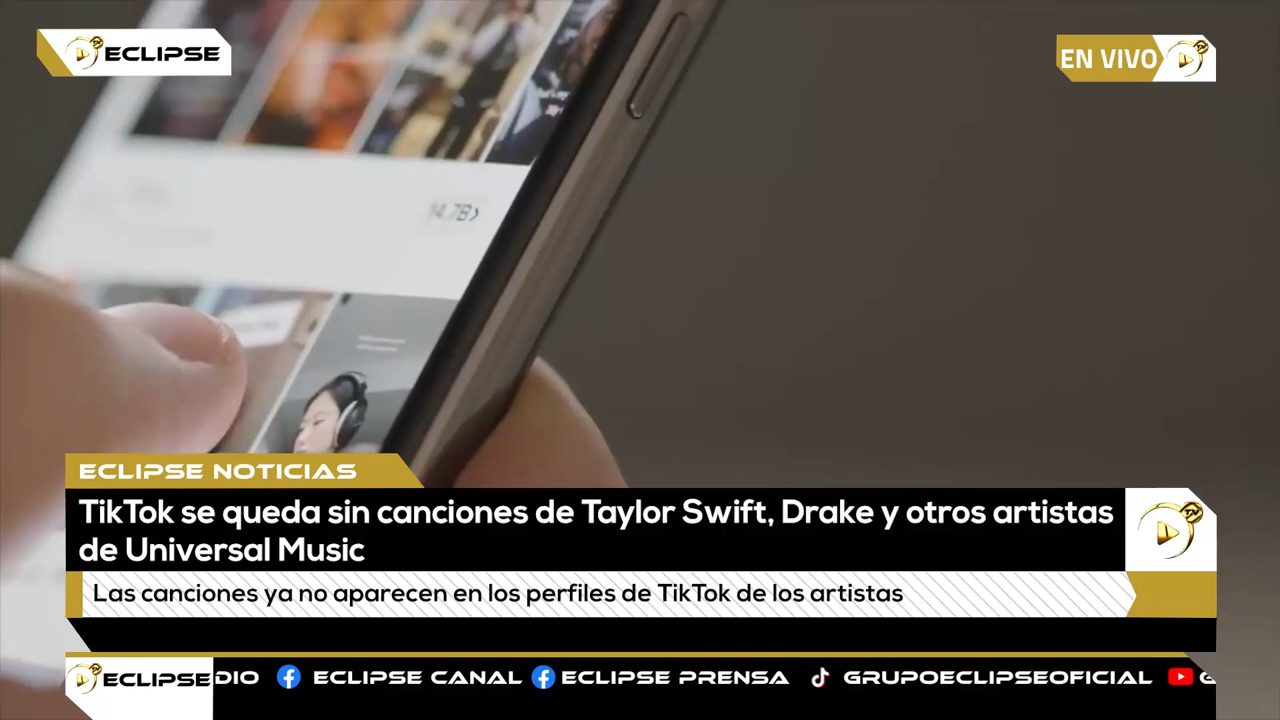 ECLIPSE
EN VIVO
ECLIPSE NOTICIAS
TikTok se queda sin canciones de Taylor Swift, Drake y otros artistas
de Universal Music
Las canciones ya no aparecen en los perfiles de TikTok de los artistas
ECLIPSE DIO ECLIPSE CANAL ECLIPSE PRENSA GRUPOECLIPSEOFICIAL